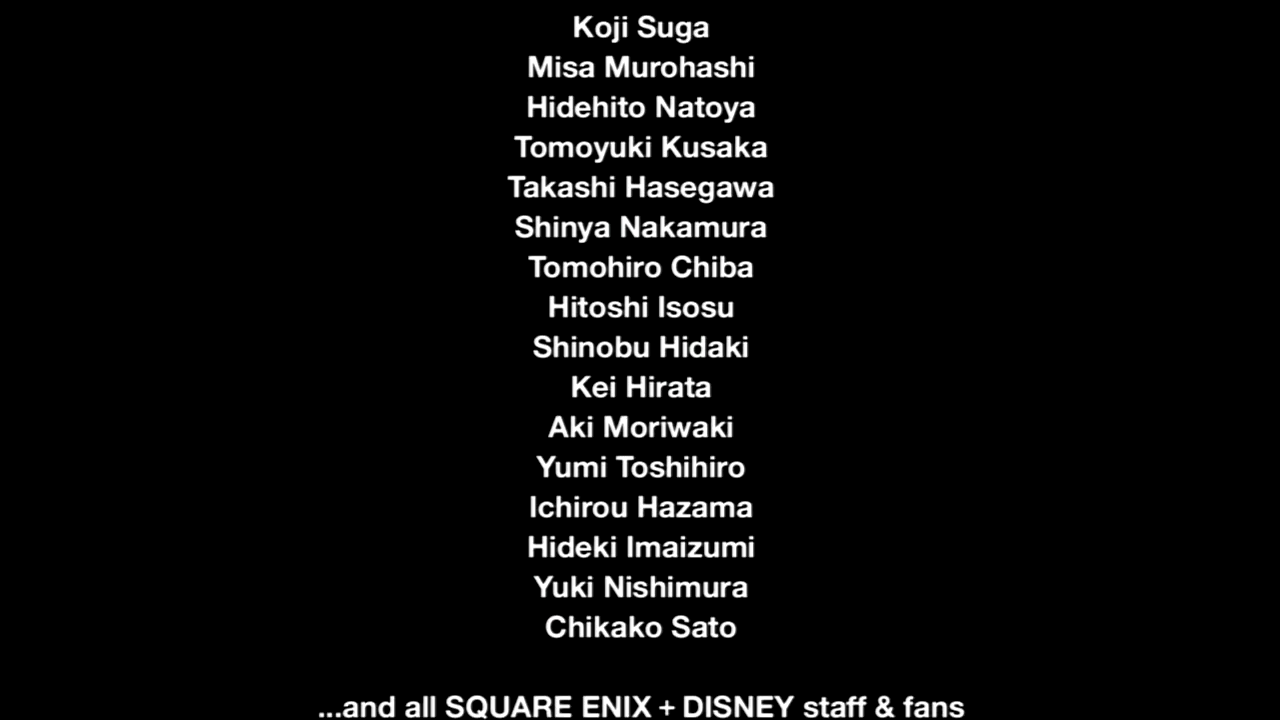 Koji Suga
Misa Murohashi
Hidehito Natoya
Tomoyuki Kusaka
Takashi Hasegawa
Shinya Nakamura
Tomohiro Chiba
Hitoshi Isosu
Shinobu Hidaki
Kei Hirata
Aki Moriwaki
Yumi Toshihiro
Ichirou Hazama
Hideki Imaizumi
Yuki Nishimura
Chikako Sato
...and all SQUARE ENIX + DISNEY staff & fans